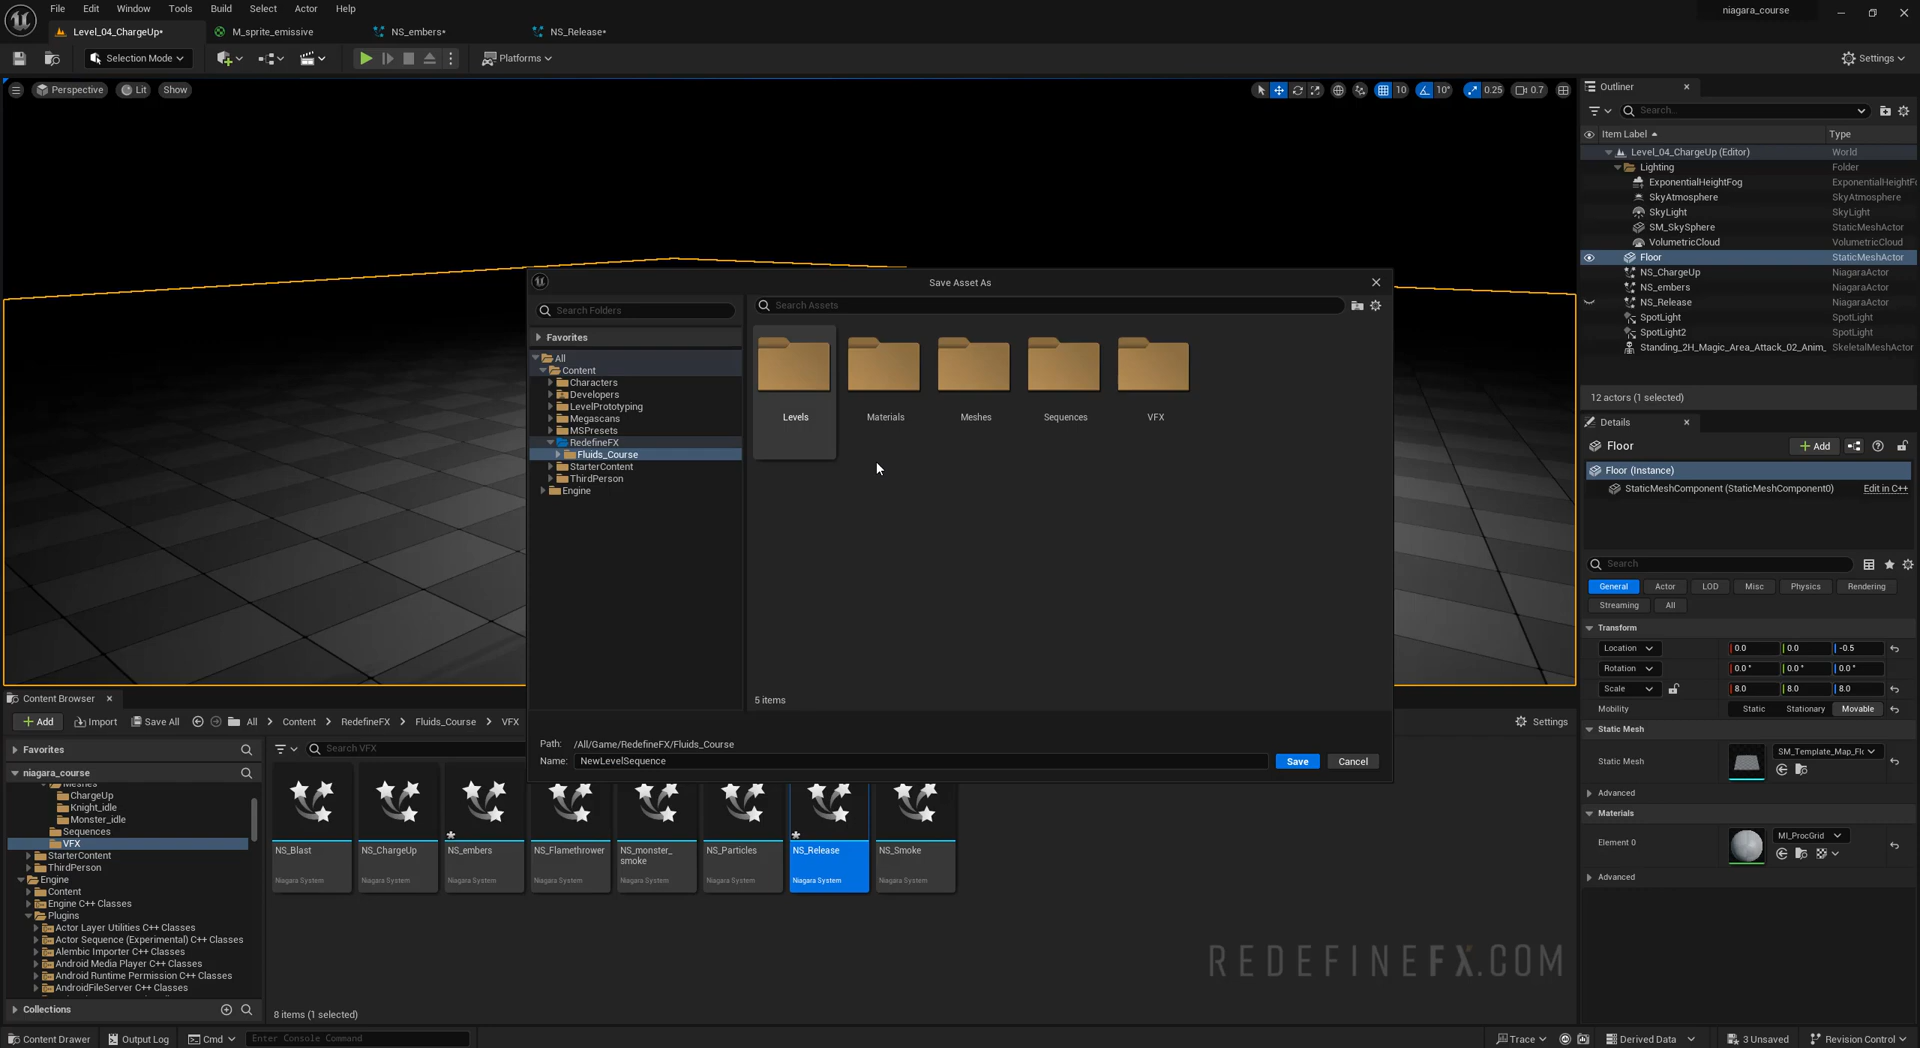 File Edit Window Tools Build Select Actor Help
niagara_course
Level_04_ChargeUp•
M_sprite_emissive
NS_embers•
NS_Release•
Selection Mode
Platforms
Settings
Perspective
Lit
Show
10
10°
0.25
0.7
Outliner
Search...
Item Label
Type
Level_04_ChargeUp (Editor) World
Lighting Folder
ExponentialHeightFog ExponentialHeightF
SkyAtmosphere SkyAtmosphere
SkyLight SkyLight
SM_SkySphere StaticMeshActor
VolumetricCloud VolumetricCloud
Floor StaticMeshActor
NS_ChargeUp NiagaraActor
NS_embers NiagaraActor
NS_Release NiagaraActor
SpotLight SpotLight
SpotLight2 SpotLight
Standing_2H_Magic_Area_Attack_02_Anim_ SkeletalMeshActor
12 actors (1 selected)
Details
Floor
+ Add
Floor (Instance)
StaticMeshComponent (StaticMeshComponent0) Edit in C++
Search
General Actor LOD Misc Physics Rendering
Streaming All
Transform
Location 0.0 0.0 -0.5
Rotation 0.0 ° 0.0 ° 0.0 °
Scale 8.0 8.0 8.0
Mobility Static Stationary Movable
Static Mesh
Static Mesh SM_Template_Map_Flo
Advanced
Materials
Element 0 MI_ProcGrid
Advanced
Save Asset As
Search Folders
Favorites
All
Content
Characters
Developers
LevelPrototyping
Megascans
MSPresets
RedefineFX
Fluids_Course
StarterContent
ThirdPerson
Engine
Search Assets
Levels
Materials
Meshes
Sequences
VFX
5 items
Path: /All/Game/RedefineFX/Fluids_Course
Name: NewLevelSequence
Save
Cancel
Content Browser
+ Add
Import
Save All
All > Content > RedefineFX > Fluids_Course > VFX
Settings
Favorites
niagara_course
Meshes
ChargeUp
Knight_idle
Monster_idle
Sequences
VFX
StarterContent
ThirdPerson
Engine
Content
Engine C++ Classes
Plugins
Actor Layer Utilities C++ Classes
Actor Sequence (Experimental) C++ Classes
Alembic Importer C++ Classes
Android Media Player C++ Classes
Android Runtime Permission C++ Classes
AndroidFileServer C++ Classes
Collections
Search VFX
NS_Blast
Niagara System
NS_ChargeUp
Niagara System
NS_embers
Niagara System
NS_Flamethrower
Niagara System
NS_monster_
smoke
Niagara System
NS_Particles
Niagara System
NS_Release
Niagara System
NS_Smoke
Niagara System
8 items (1 selected)
REDEFINEFX.COM
Content Drawer
Output Log
Cmd
Enter Console Command
Trace
Derived Data
3 Unsaved
Revision Control